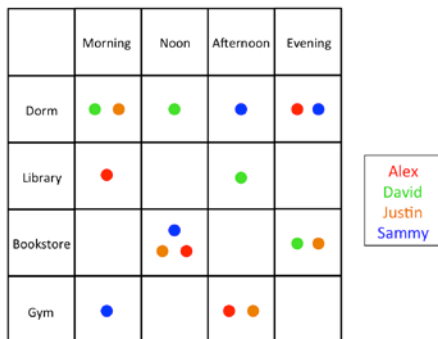 Morning Noon Afternoon Evening
Dorm
Library
Bookstore
Gym
Alex
David
Justin
Sammy